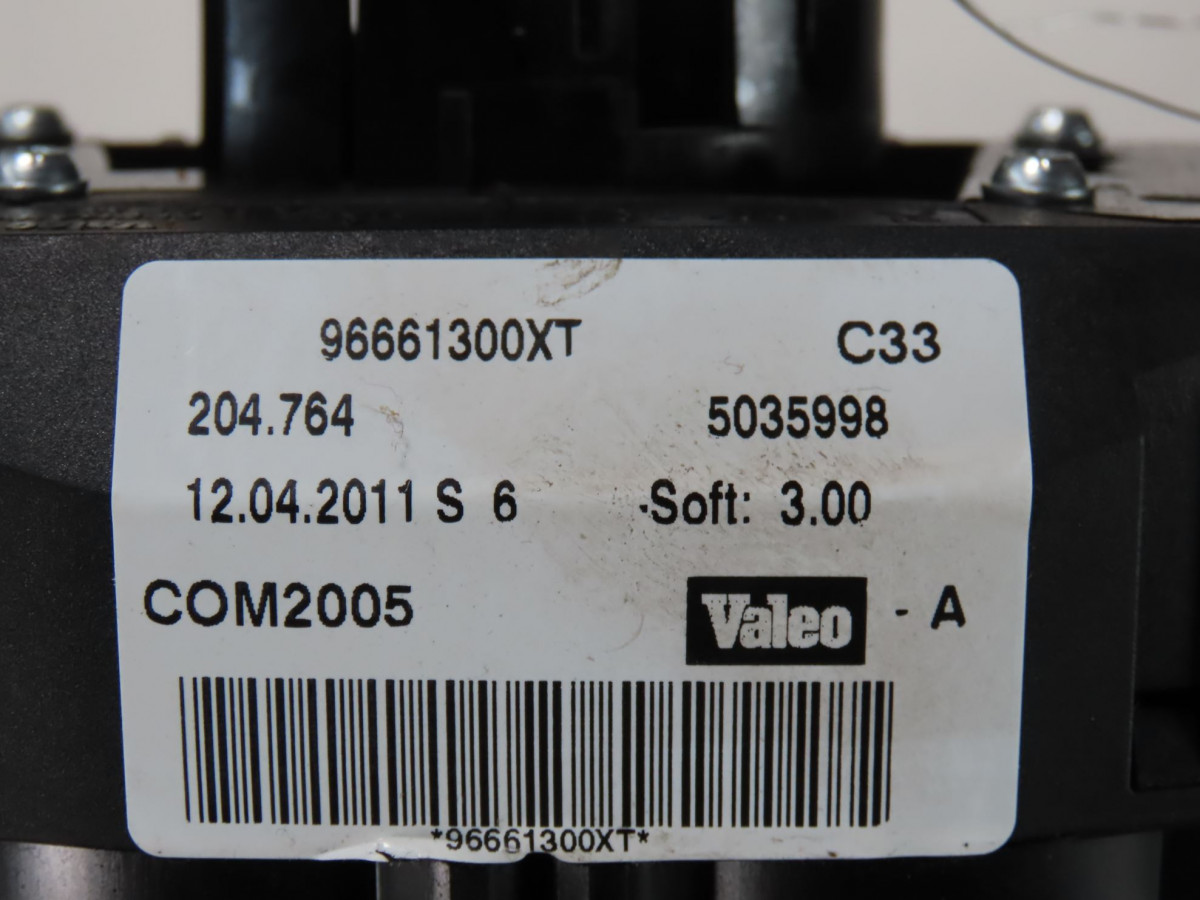 96661300XT C33
204.764 5035998
12.04.2011 S 6 Soft: 3.00
COM2005 Valeo - A
*96661300XT*